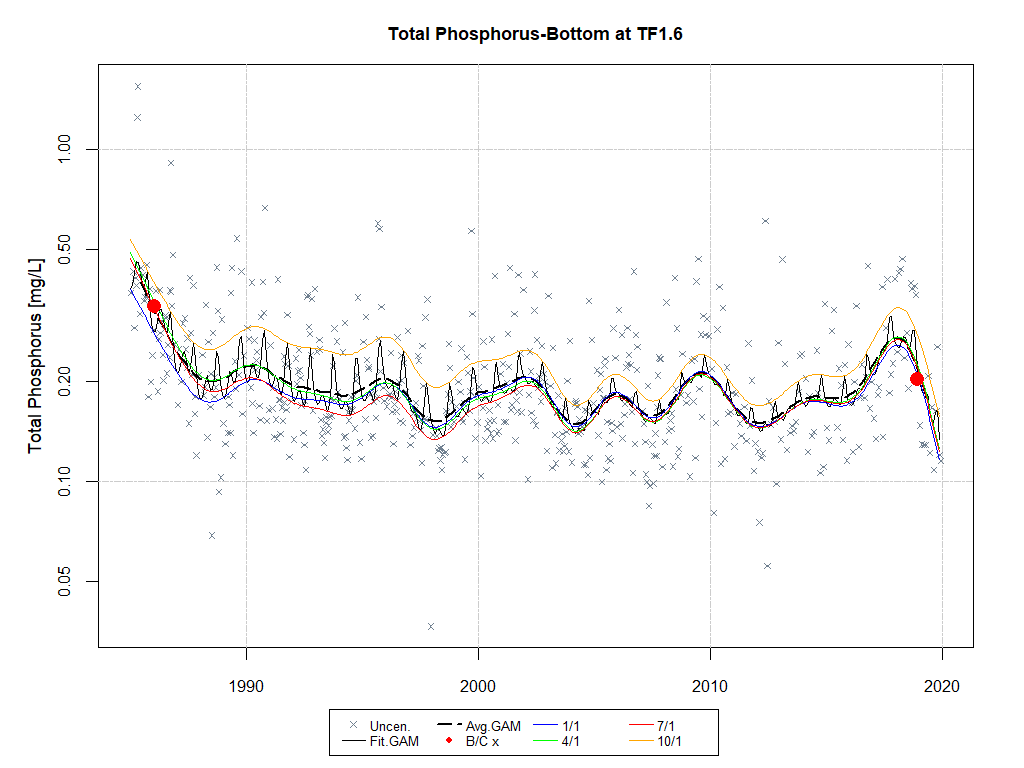 Total Phosphorus-Bottom at TF1.6
Total Phosphorus [mg/L]
1.00
0.50
0.20
0.10
0.05
1990 2000 2010 2020
Uncen. Avg.GAM 1/1 7/1
Fit.GAM B/C x 4/1 10/1